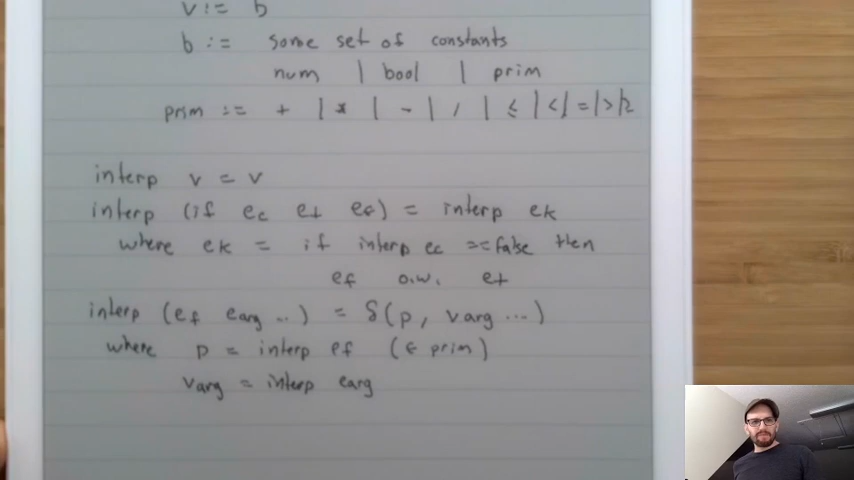 v := b
b := some set of constants
num | bool | prim
prim := + | * | - | / | ≤ | < | = | > | ≥
interp v = v
interp (if ec et ef) = interp ek
where ek = if interp ec == false then
ef o.w. et
interp (ef earg ...) = δ(p, varg ...)
where p = interp ef (∈ prim)
varg = interp earg